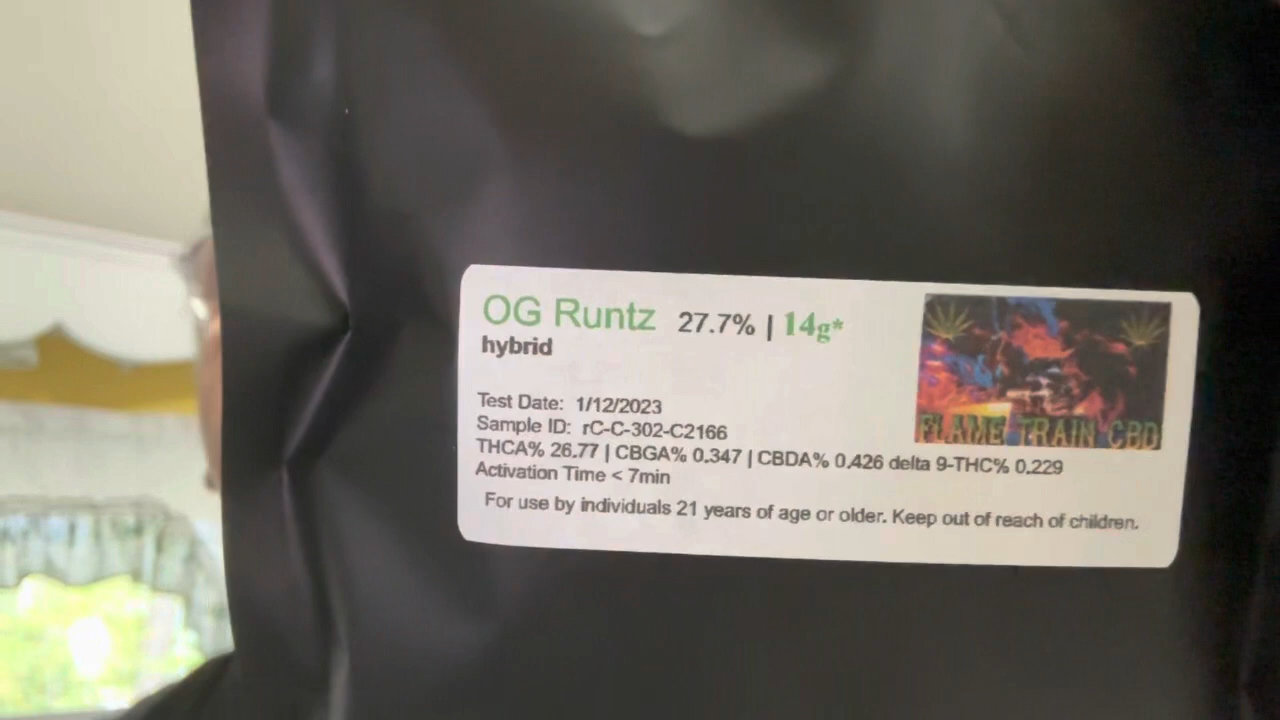 OG Runtz 27.7% | 14g*
hybrid
FLAME TRAIN CBD
Test Date: 1/12/2023
Sample ID: rC-C-302-C2166
THCA% 26.77 | CBGA% 0.347 | CBDA% 0.426 delta 9-THC% 0.229
Activation Time < 7min
For use by individuals 21 years of age or older. Keep out of reach of children.